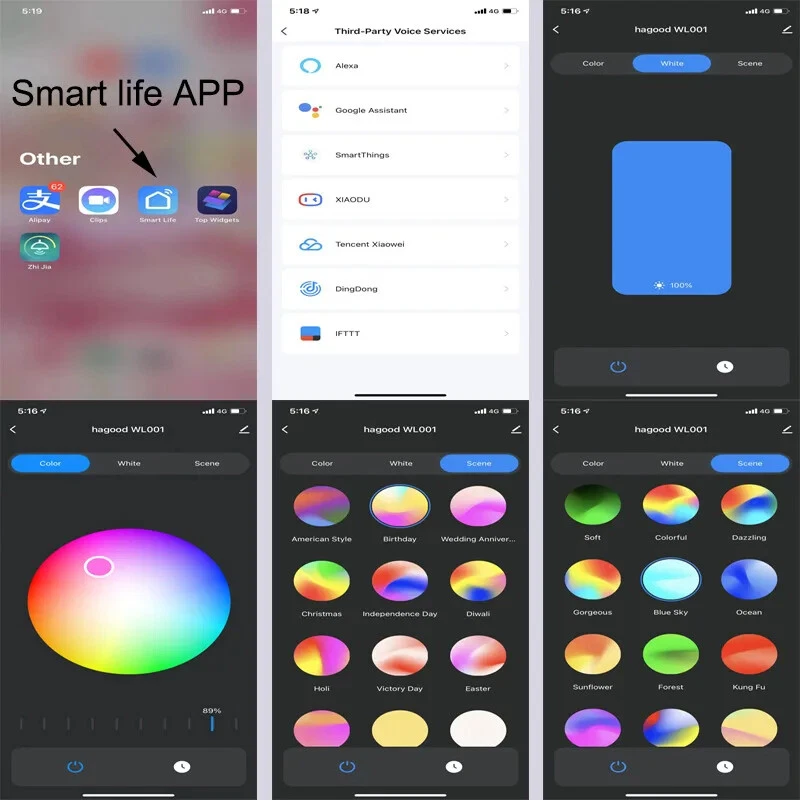 5:19
4G
Smart life APP
Other
62
Alipay
Clips
Smart Life
Top Widgets
Zhi Jia
5:18
4G
Third-Party Voice Services
Alexa
Google Assistant
SmartThings
XIAODU
Tencent Xiaowei
DingDong
IFTTT
5:16
4G
hagood WL001
Color
White
Scene
100%
5:16
4G
hagood WL001
Color
White
Scene
89%
5:16
4G
hagood WL001
Color
White
Scene
American Style
Birthday
Wedding Anniver...
Christmas
Independence Day
Diwali
Holi
Victory Day
Easter
5:16
4G
hagood WL001
Color
White
Scene
Soft
Colorful
Dazzling
Gorgeous
Blue Sky
Ocean
Sunflower
Forest
Kung Fu